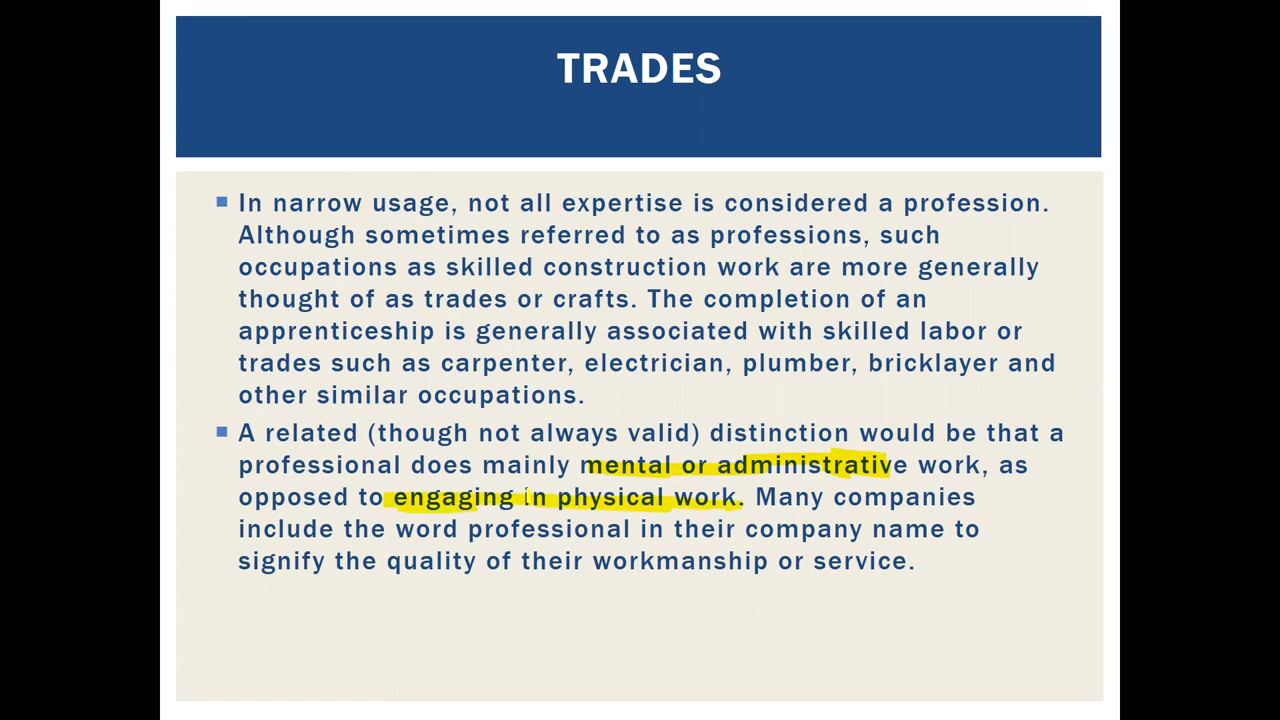 TRADES
In narrow usage, not all expertise is considered a profession.
Although sometimes referred to as professions, such
occupations as skilled construction work are more generally
thought of as trades or crafts. The completion of an
apprenticeship is generally associated with skilled labor or
trades such as carpenter, electrician, plumber, bricklayer and
other similar occupations.
A related (though not always valid) distinction would be that a
professional does mainly mental or administrative work, as
opposed to engaging in physical work. Many companies
include the word professional in their company name to
signify the quality of their workmanship or service.